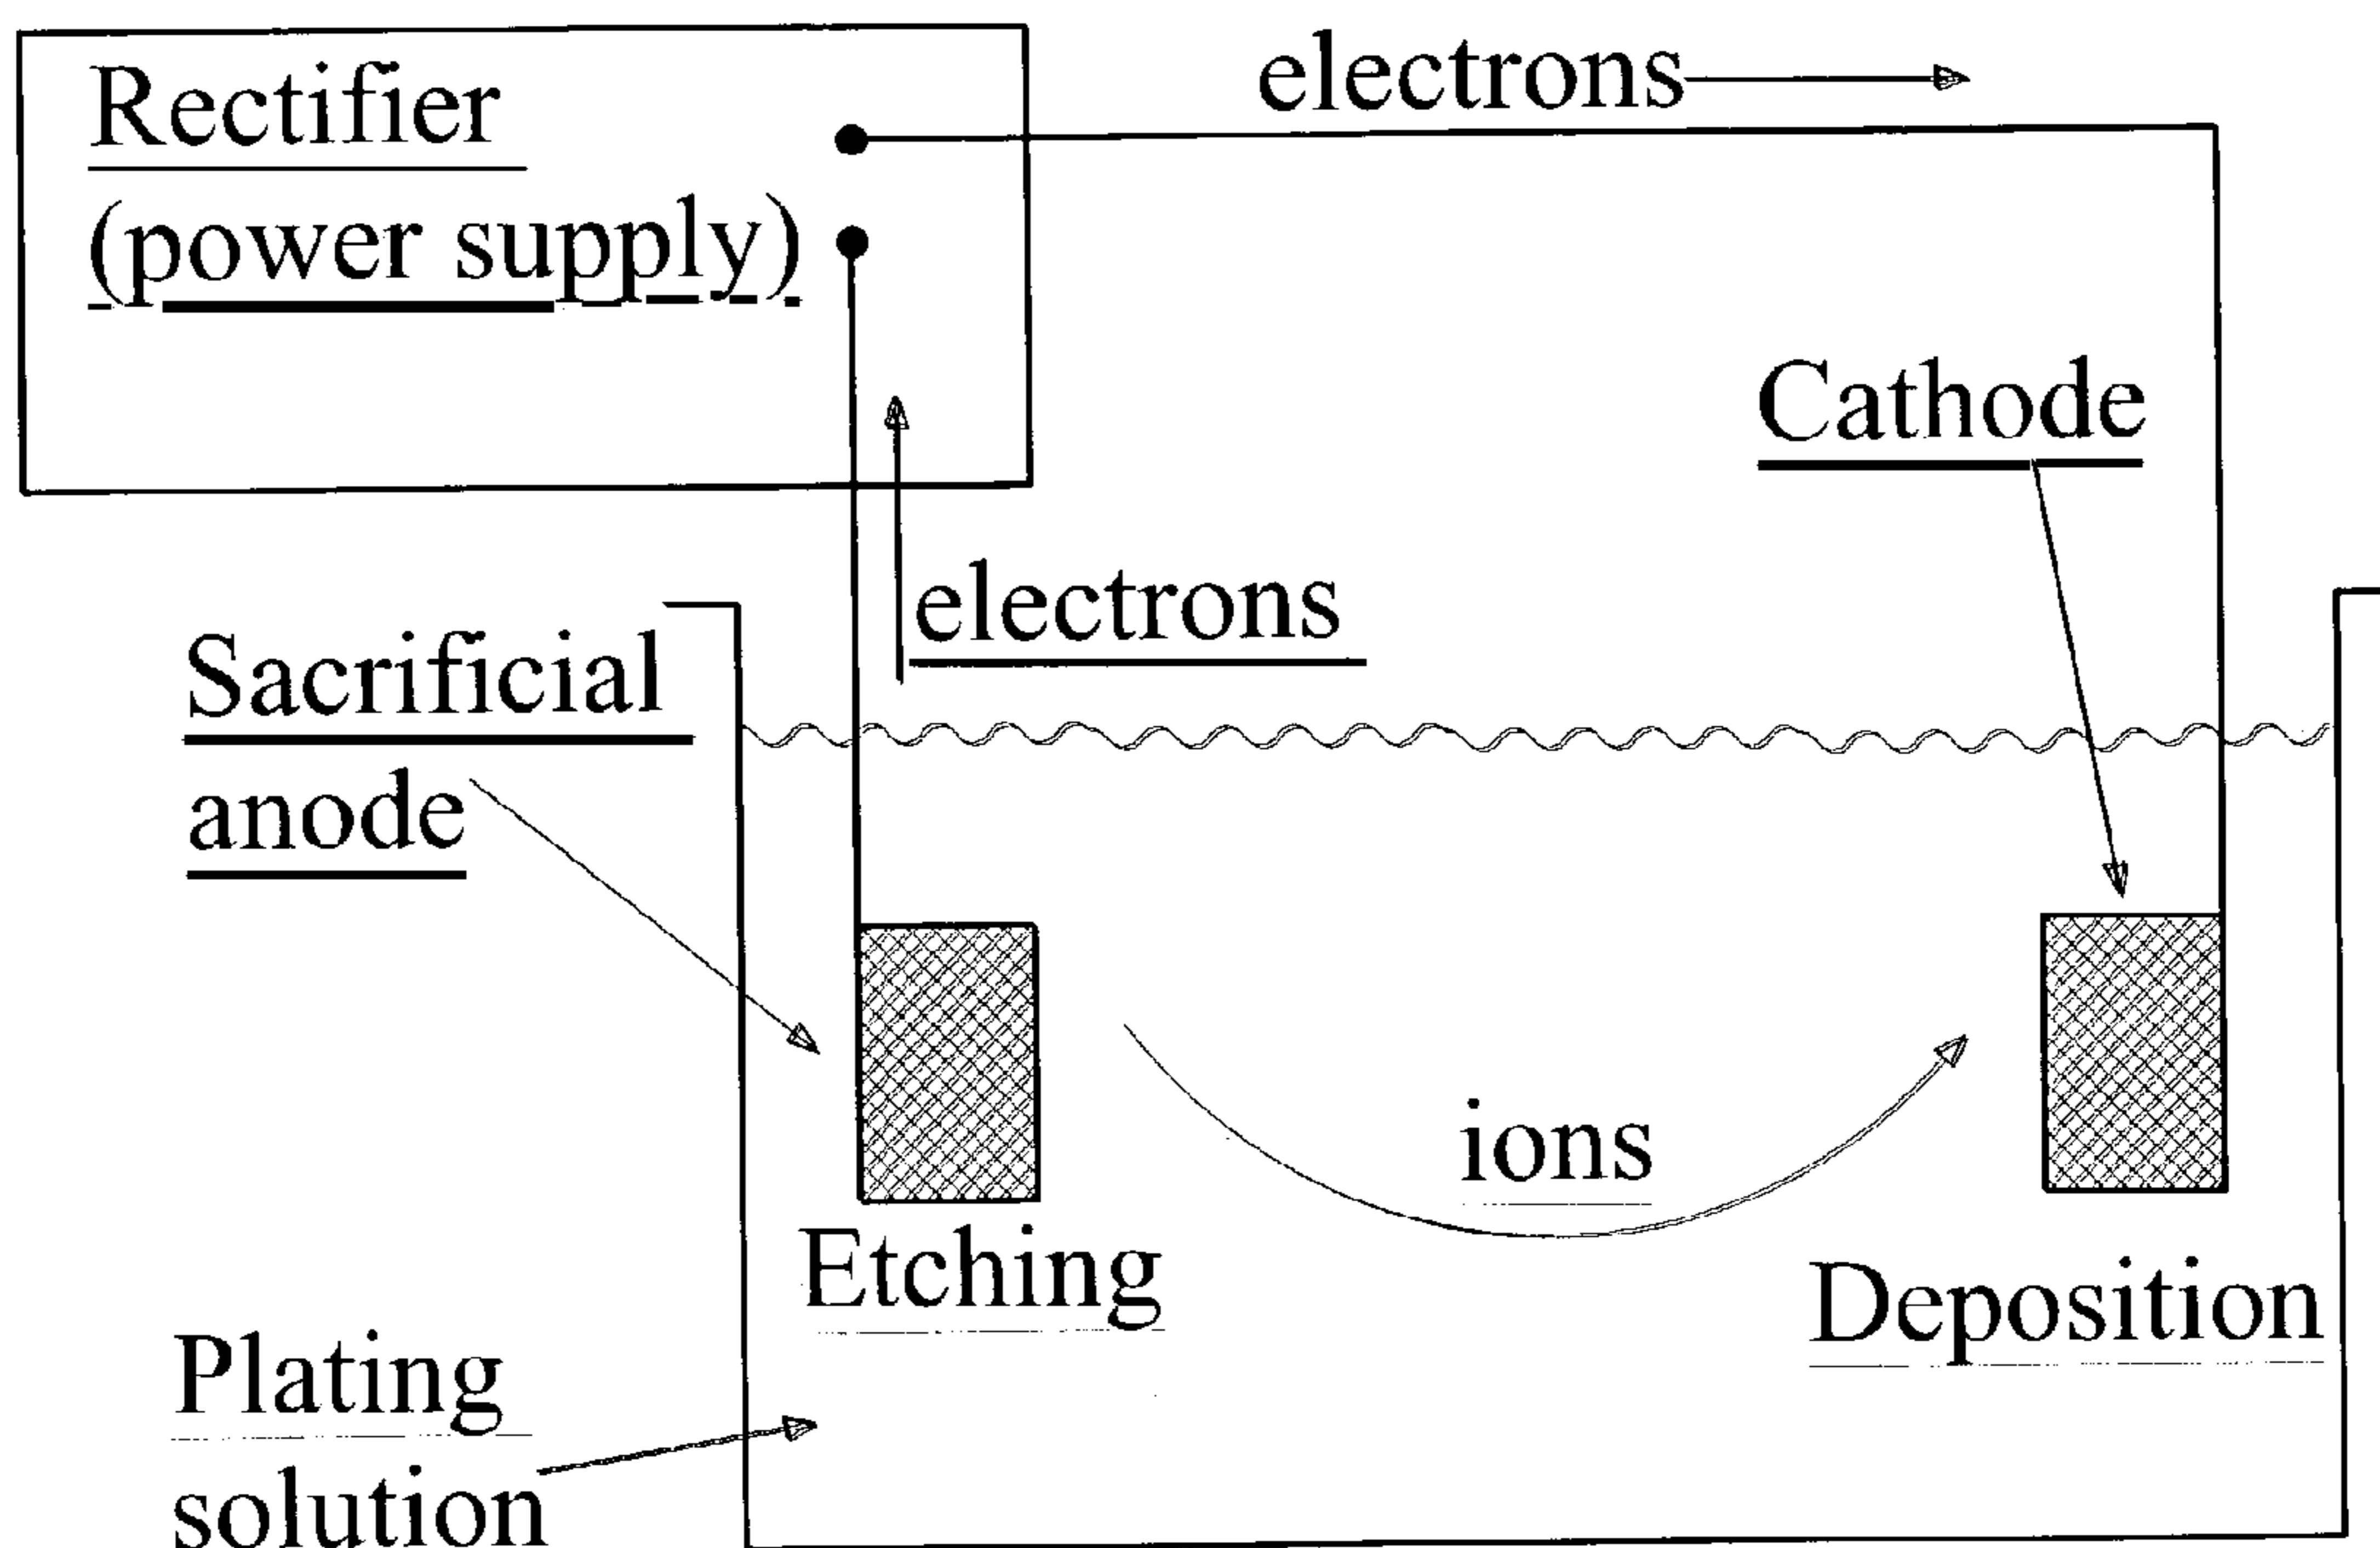 Rectifier
(power supply)
electrons
Cathode
electrons
Sacrificial
anode
ions
Etching
Deposition
Plating
solution